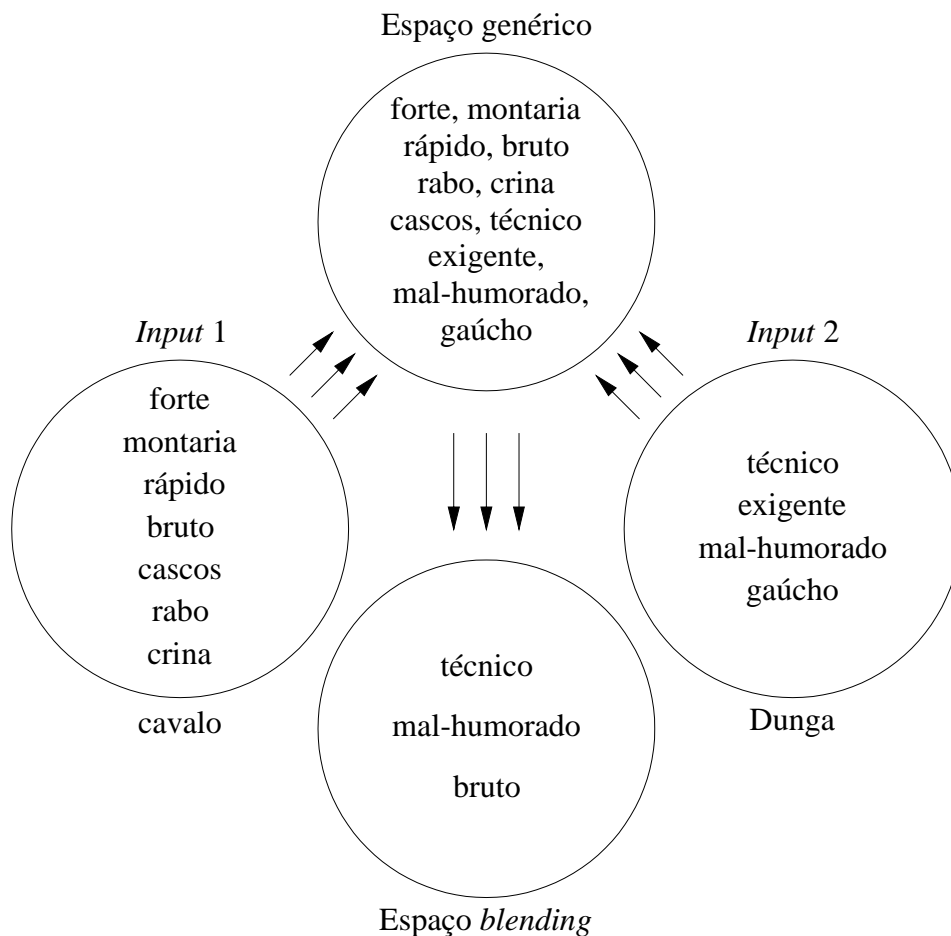 Espaço genérico
forte, montaria
rápido, bruto
rabo, crina
cascos, técnico
exigente,
mal-humorado,
gaúcho
Input 1
forte
montaria
rápido
bruto
cascos
rabo
crina
cavalo
Input 2
técnico
exigente
mal-humorado
gaúcho
Dunga
técnico
mal-humorado
bruto
Espaço blending